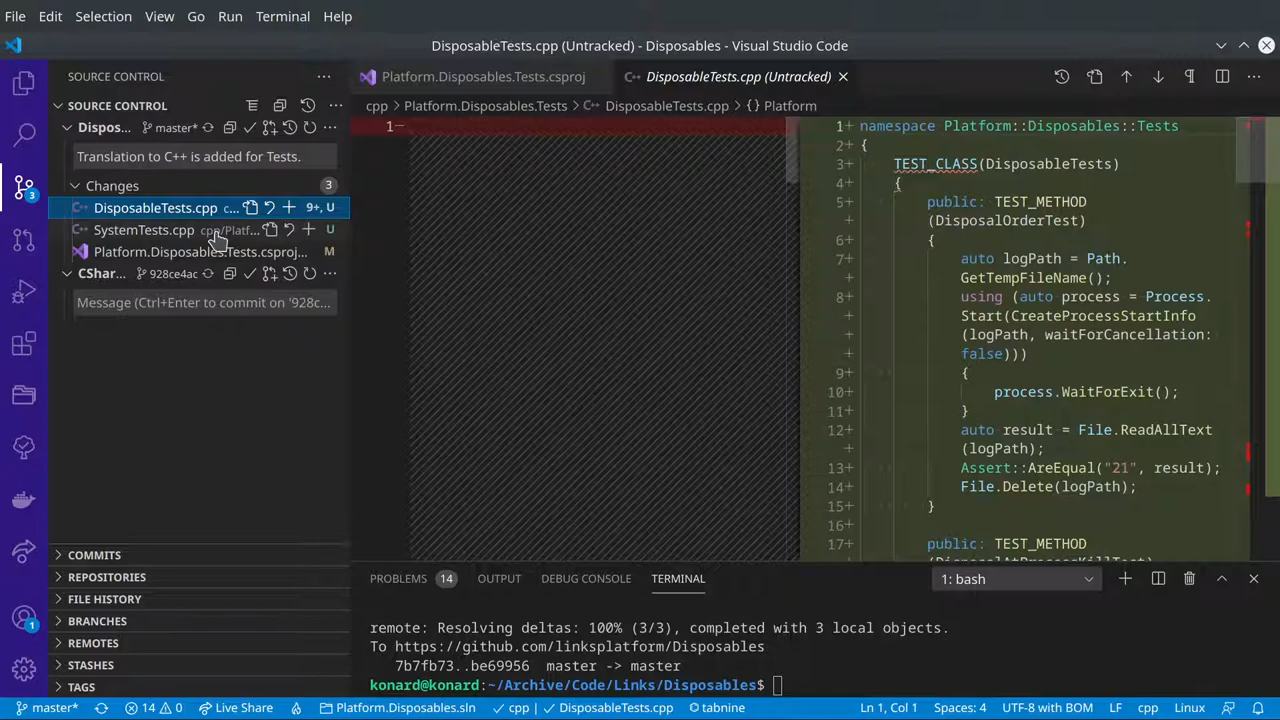 File Edit Selection View Go Run Terminal Help
DisposableTests.cpp (Untracked) - Disposables - Visual Studio Code
SOURCE CONTROL
Platform.Disposables.Tests.csproj
DisposableTests.cpp (Untracked)
SOURCE CONTROL
cpp > Platform.Disposables.Tests > DisposableTests.cpp > {} Platform
Dispos... master*
Translation to C++ is added for Tests.
Changes 3
DisposableTests.cpp c... 9+, U
SystemTests.cpp cpp/Platf... U
Platform.Disposables.Tests.csproj... M
CShar... 928ce4ac
Message (Ctrl+Enter to commit on '928c...
3
1
COMMITS
REPOSITORIES
FILE HISTORY
BRANCHES
REMOTES
STASHES
TAGS
1—
1+ namespace Platform::Disposables::Tests
2+ {
3+ TEST_CLASS(DisposableTests)
4+ {
5+ public: TEST_METHOD
+ (DisposalOrderTest)
6+ {
7+ auto logPath = Path.
+ GetTempFileName();
8+ using (auto process = Process.
+ Start(CreateProcessStartInfo
+ (logPath, waitForCancellation:
+ false)))
9+ {
10+ process.WaitForExit();
11+ }
12+ auto result = File.ReadAllText
+ (logPath);
13+ Assert::AreEqual("21", result);
14+ File.Delete(logPath);
15+ }
16+
17+ public: TEST_METHOD
PROBLEMS 14 OUTPUT DEBUG CONSOLE TERMINAL 1: bash
remote: Resolving deltas: 100% (3/3), completed with 3 local objects.
To https://github.com/linksplatform/Disposables
7b7fb73..be69956 master -> master
konard@konard:~/Archive/Code/Links/Disposables$
master* 14 0 Live Share Platform.Disposables.sln cpp | DisposableTests.cpp tabnine Ln 1, Col 1 Spaces: 4 UTF-8 with BOM LF cpp Linux